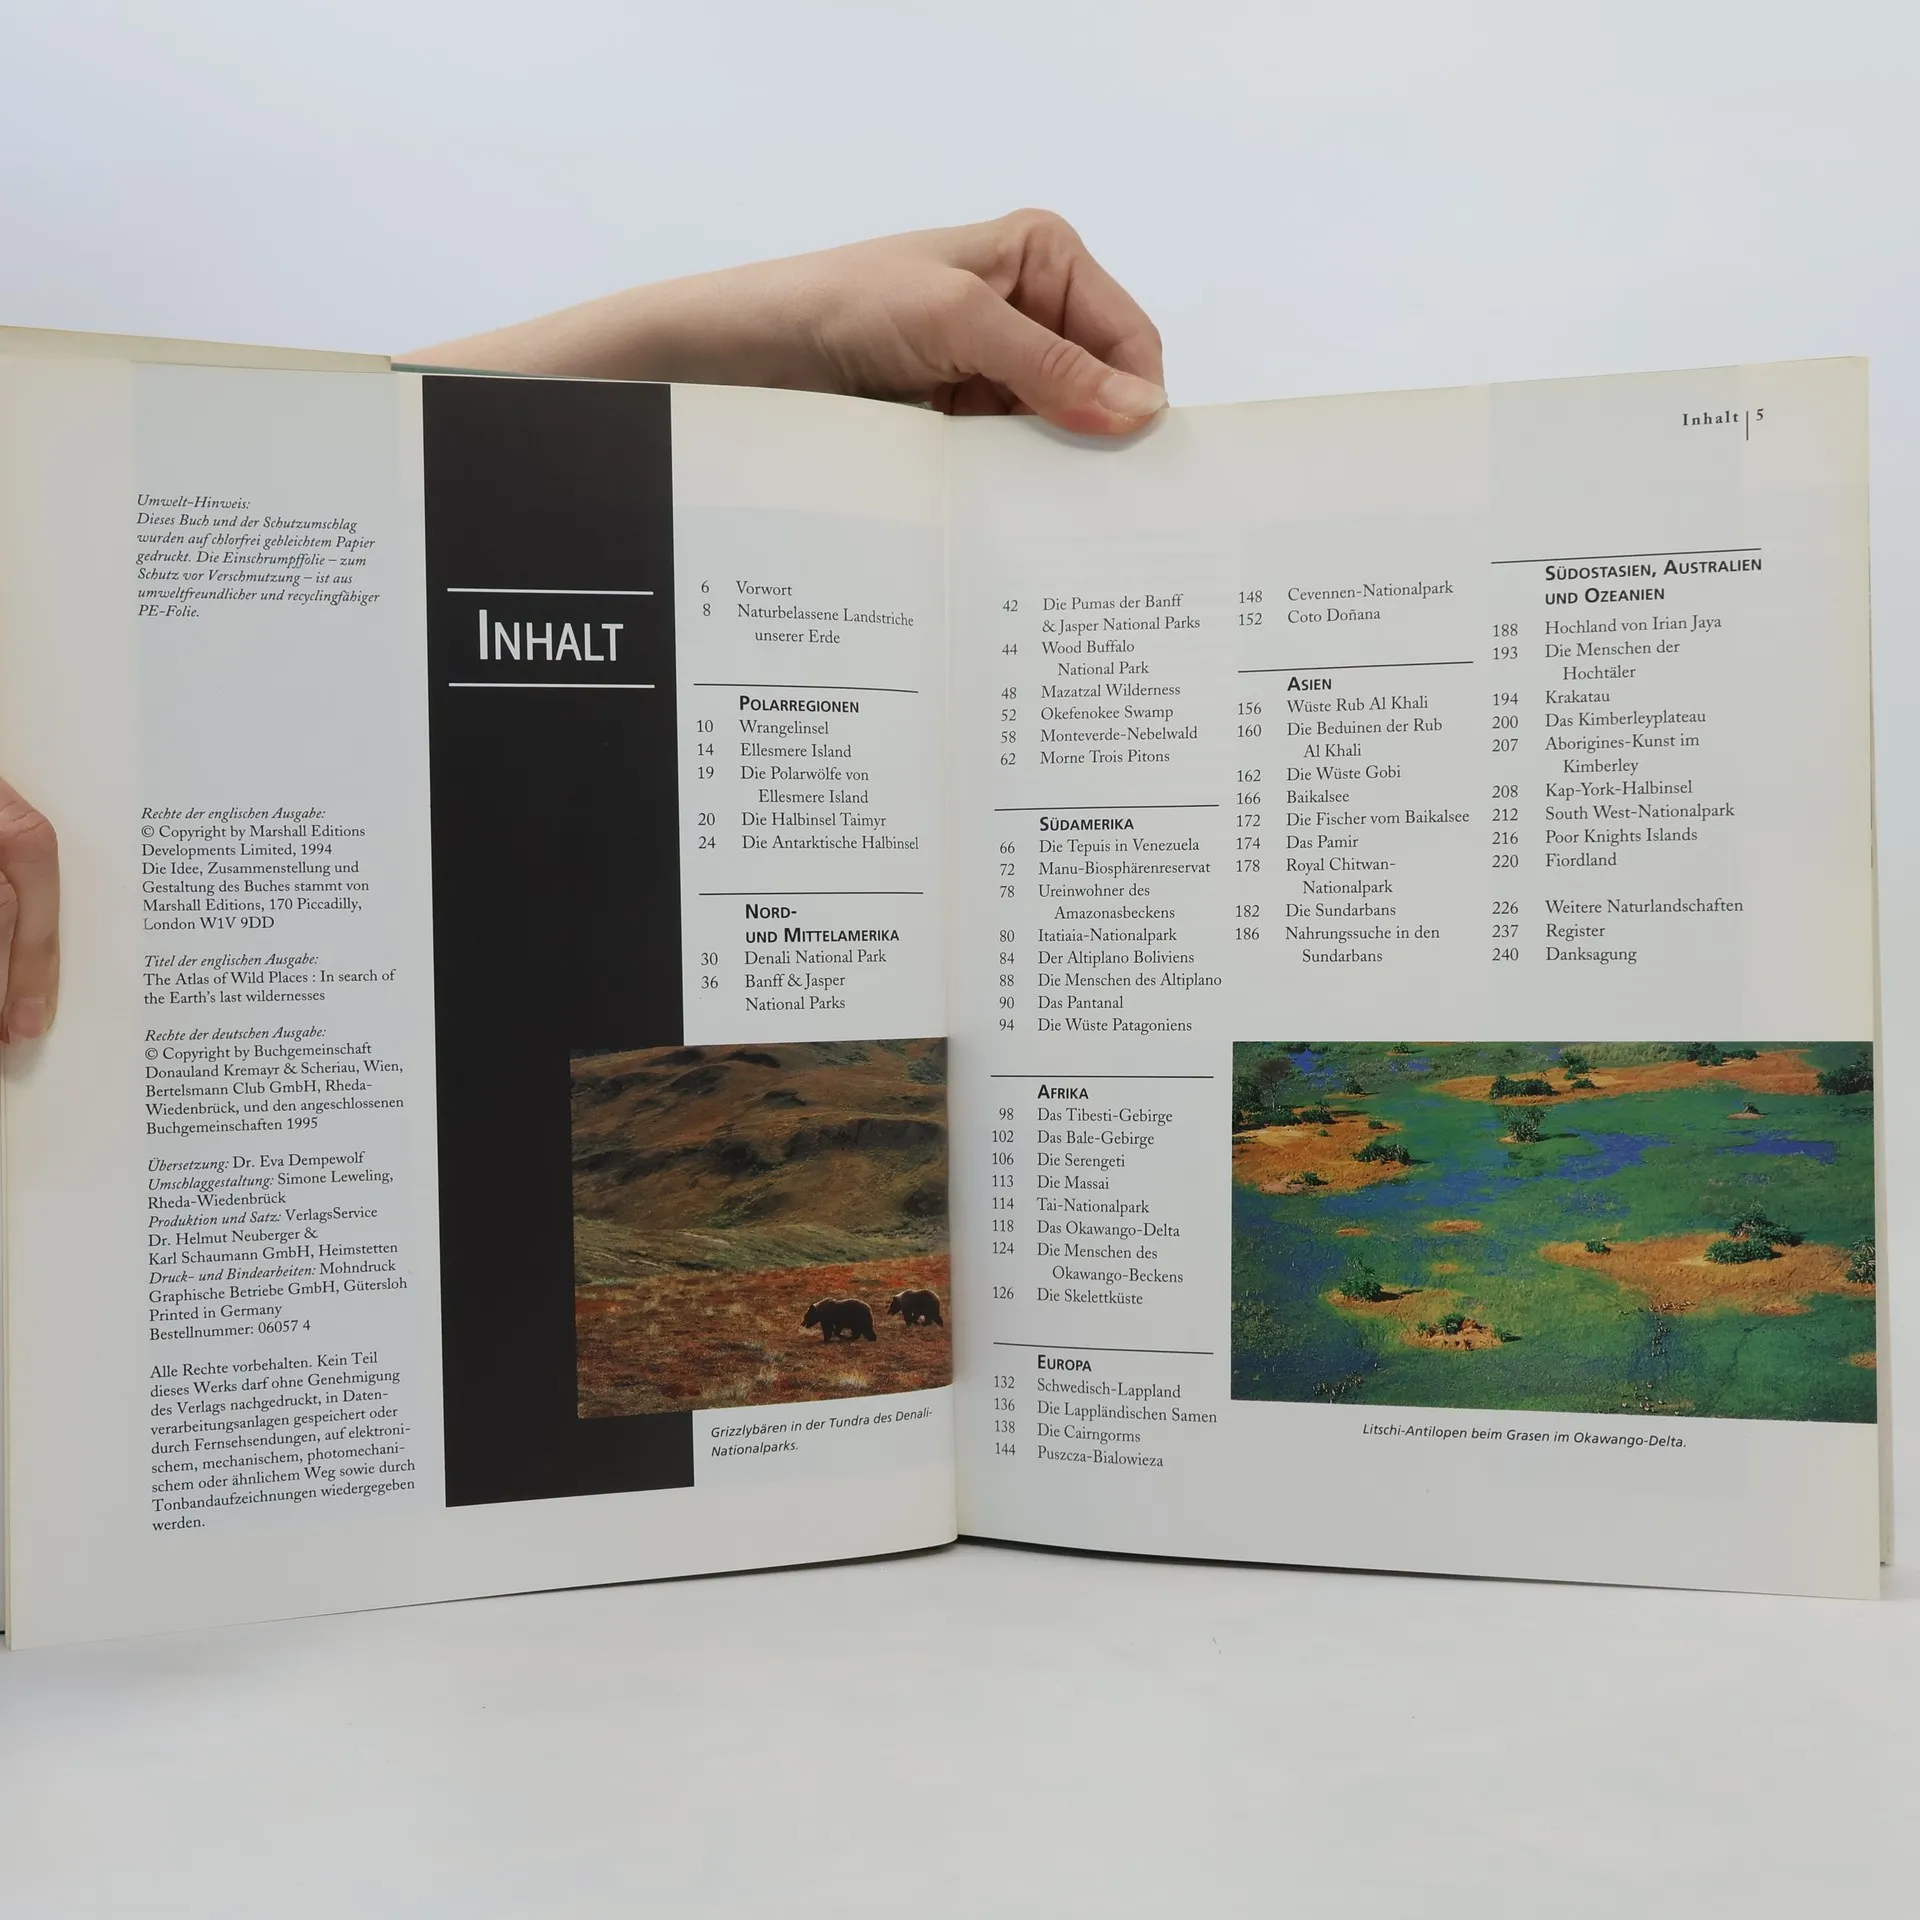 Umwelt-Hinweis:
Dieses Buch und der Schutzumschlag
wurden auf chlorfrei gebleichtem Papier
gedruckt. Die Einschrumpffolie – zum
Schutz vor Verschmutzung – ist aus
umweltfreundlicher und recyclingfähiger
PE-Folie.
Rechte der englischen Ausgabe:
© Copyright by Marshall Editions
Developments Limited, 1994
Die Idee, Zusammenstellung und
Gestaltung des Buches stammt von
Marshall Editions, 170 Piccadilly,
London W1V 9DD
Titel der englischen Ausgabe:
The Atlas of Wild Places : In search of
the Earth's last wildernesses
Rechte der deutschen Ausgabe:
© Copyright by Buchgemeinschaft
Donauland Kremayr & Scheriau, Wien,
Bertelsmann Club GmbH, Rheda-
Wiedenbrück, und den angeschlossenen
Buchgemeinschaften 1995
Übersetzung: Dr. Eva Dempewolf
Umschlaggestaltung: Simone Leweling,
Rheda-Wiedenbrück
Produktion und Satz: VerlagsService
Dr. Helmut Neuberger &
Karl Schaumann GmbH, Heimstetten
Druck- und Bindearbeiten: Mohndruck
Graphische Betriebe GmbH, Gütersloh
Printed in Germany
Bestellnummer: 06057 4
Alle Rechte vorbehalten. Kein Teil
dieses Werks darf ohne Genehmigung
des Verlags nachgedruckt, in Daten-
verarbeitungsanlagen gespeichert oder
durch Fernsehsendungen, auf elektroni-
schem, mechanischem, photomechani-
schem oder ähnlichem Weg sowie durch
Tonbandaufzeichnungen wiedergegeben
werden.
INHALT
6 Vorwort
8 Naturbelassene Landstriche
unserer Erde
POLARREGIONEN
10 Wrangelinsel
14 Ellesmere Island
19 Die Polarwölfe von
Ellesmere Island
20 Die Halbinsel Taimyr
24 Die Antarktische Halbinsel
NORD-
UND MITTELAMERIKA
30 Denali National Park
36 Banff & Jasper
National Parks
Grizzlybären in der Tundra des Denali-
Nationalparks.
Inhalt 5
42 Die Pumas der Banff
& Jasper National Parks
44 Wood Buffalo
National Park
48 Mazatzal Wilderness
52 Okefenokee Swamp
58 Monteverde-Nebelwald
62 Morne Trois Pitons
SÜDAMERIKA
66 Die Tepuis in Venezuela
72 Manu-Biosphärenreservat
78 Ureinwohner des
Amazonasbeckens
80 Itatiaia-Nationalpark
84 Der Altiplano Boliviens
88 Die Menschen des Altiplano
90 Das Pantanal
94 Die Wüste Patagoniens
AFRIKA
98 Das Tibesti-Gebirge
102 Das Bale-Gebirge
106 Die Serengeti
113 Die Massai
114 Tai-Nationalpark
118 Das Okawango-Delta
124 Die Menschen des
Okawango-Beckens
126 Die Skelettküste
EUROPA
132 Schwedisch-Lappland
136 Die Lappländischen Samen
138 Die Cairngorms
144 Puszcza-Bialowieza
148 Cevennen-Nationalpark
152 Coto Doñana
ASIEN
156 Wüste Rub Al Khali
160 Die Beduinen der Rub
Al Khali
162 Die Wüste Gobi
166 Baikalsee
172 Die Fischer vom Baikalsee
174 Das Pamir
178 Royal Chitwan-
Nationalpark
182 Die Sundarbans
186 Nahrungssuche in den
Sundarbans
SÜDOSTASIEN, AUSTRALIEN
UND OZEANIEN
188 Hochland von Irian Jaya
193 Die Menschen der
Hochtäler
194 Krakatau
200 Das Kimberleyplateau
207 Aborigines-Kunst im
Kimberley
208 Kap-York-Halbinsel
212 South West-Nationalpark
216 Poor Knights Islands
220 Fiordland
226 Weitere Naturlandschaften
237 Register
240 Danksagung
Litschi-Antilopen beim Grasen im Okawango-Delta.